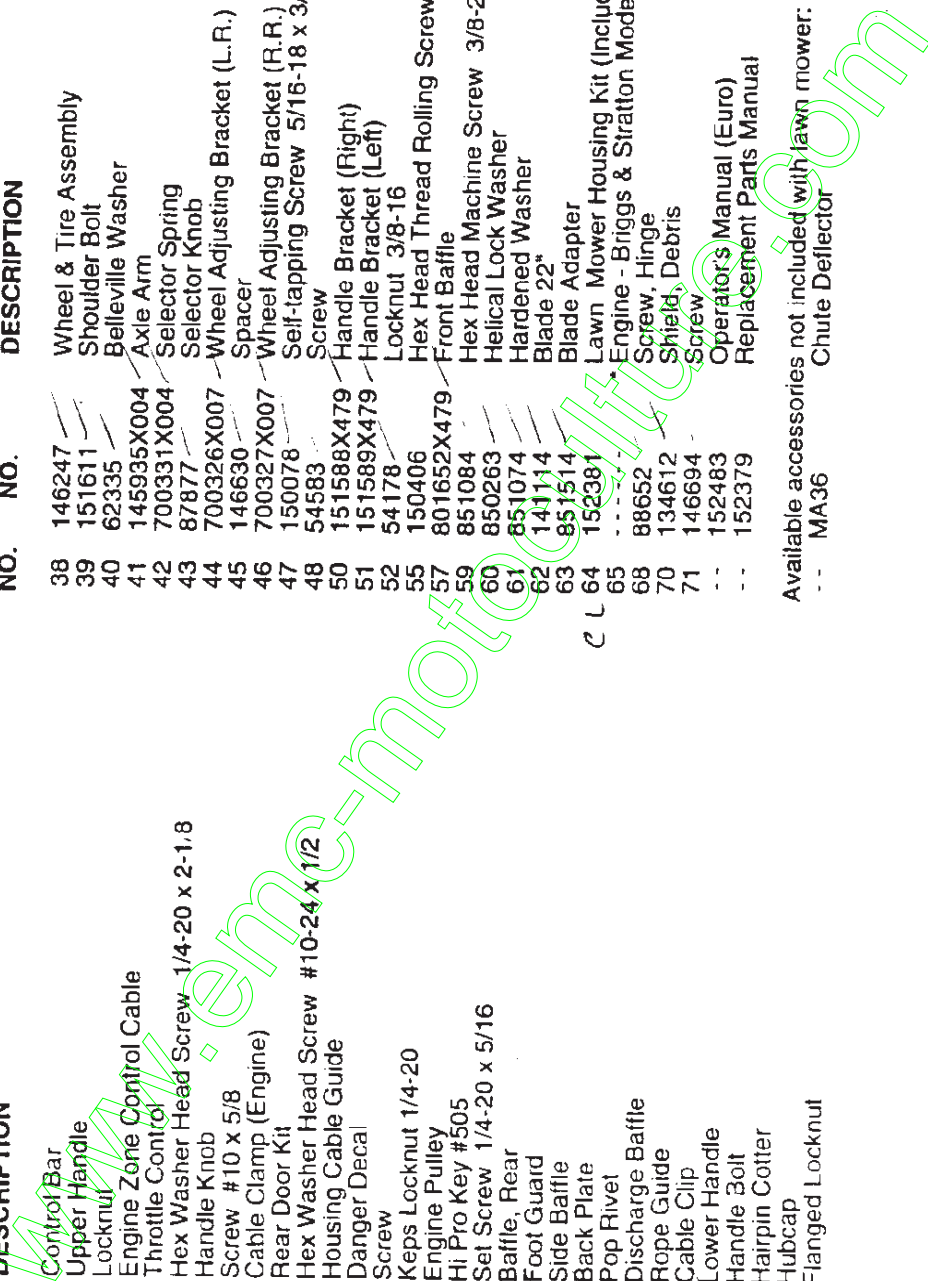 DESCRIPTION
Control Bar
Upper Handle
Locknut
Engine Zone Control Cable
Throttle Control
Hex Washer Head Screw 1/4-20 x 2-1/8
Handle Knob
Screw #10 x 5/8
Cable Clamp (Engine)
Rear Door Kit
Hex Washer Head Screw #10-24 x 1/2
Housing Cable Guide
Danger Decal
Screw
Keps Locknut 1/4-20
Engine Pulley
Hi Pro Key #505
Set Screw 1/4-20 x 5/16
Baffle, Rear
Foot Guard
Side Baffle
Back Plate
Pop Rivet
Discharge Baffle
Rope Guide
Cable Clip
Lower Handle
Handle Bolt
Hairpin Cotter
Hubcap
Flanged Locknut
NO. NO. DESCRIPTION
38 146247 Wheel & Tire Assembly
39 151611 Shoulder Bolt
40 62335 Belleville Washer
41 145935X004 Axle Arm
42 700331X004 Selector Spring
43 87877 Selector Knob
44 700326X007 Wheel Adjusting Bracket (L.R.)
45 146630 Spacer
46 700327X007 Wheel Adjusting Bracket (R.R.)
47 150078 Self-tapping Screw 5/16-18 x 3/
48 54583 Screw
50 151588X479 Handle Bracket (Right)
51 151589X479 Handle Bracket (Left)
52 54178 Locknut 3/8-16
55 150406 Hex Head Thread Rolling Screw
57 801652X479 Front Baffle
59 851084 Hex Head Machine Screw 3/8-2
60 850263 Helical Lock Washer
61 851074 Hardened Washer
62 141114 Blade 22"
63 851514 Blade Adapter
C L 64 152381 Lawn Mower Housing Kit (Includ
65 ------ * Engine - Briggs & Stratton Mode
68 88652 Screw, Hinge
70 134612 Shield, Debris
71 146694 Screw
-- 152483 Operator's Manual (Euro)
-- 152379 Replacement Parts Manual
Available accessories not included with lawn mower:
-- MA36 Chute Deflector
www.emc-motoculture.com